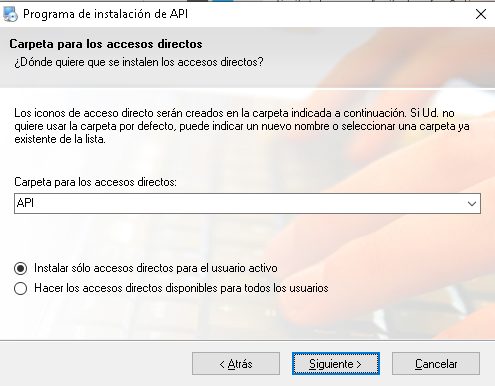 Programa de instalación de API
Carpeta para los accesos directos
¿Dónde quiere que se instalen los accesos directos?
Los iconos de acceso directo serán creados en la carpeta indicada a continuación. Si Ud. no
quiere usar la carpeta por defecto, puede indicar un nuevo nombre o seleccionar una carpeta ya
existente de la lista.
Carpeta para los accesos directos:
API
Instalar sólo accesos directos para el usuario activo
Hacer los accesos directos disponibles para todos los usuarios
< Atrás
Siguiente >
Cancelar